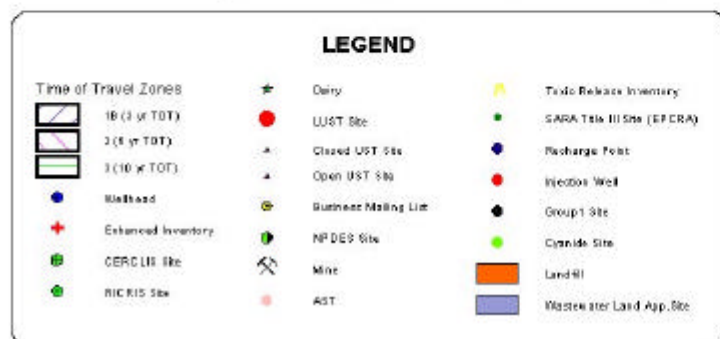 LEGEND
Time of Travel Zones
1B (3 yr TOT)
2 (6 yr TOT)
3 (10 yr TOT)
Wellhead
Enhanced Inventory
CERCLIS Site
RICRIS Site
Dairy
LUST Site
Closed UST Site
Open UST Site
Business Mailing List
NPDES Site
Mine
AST
Toxic Release Inventory
SARA Title III Site (EPCRA)
Recharge Point
Injection Well
Group1 Site
Cyanide Site
Landfill
Wastewater Land App.Site